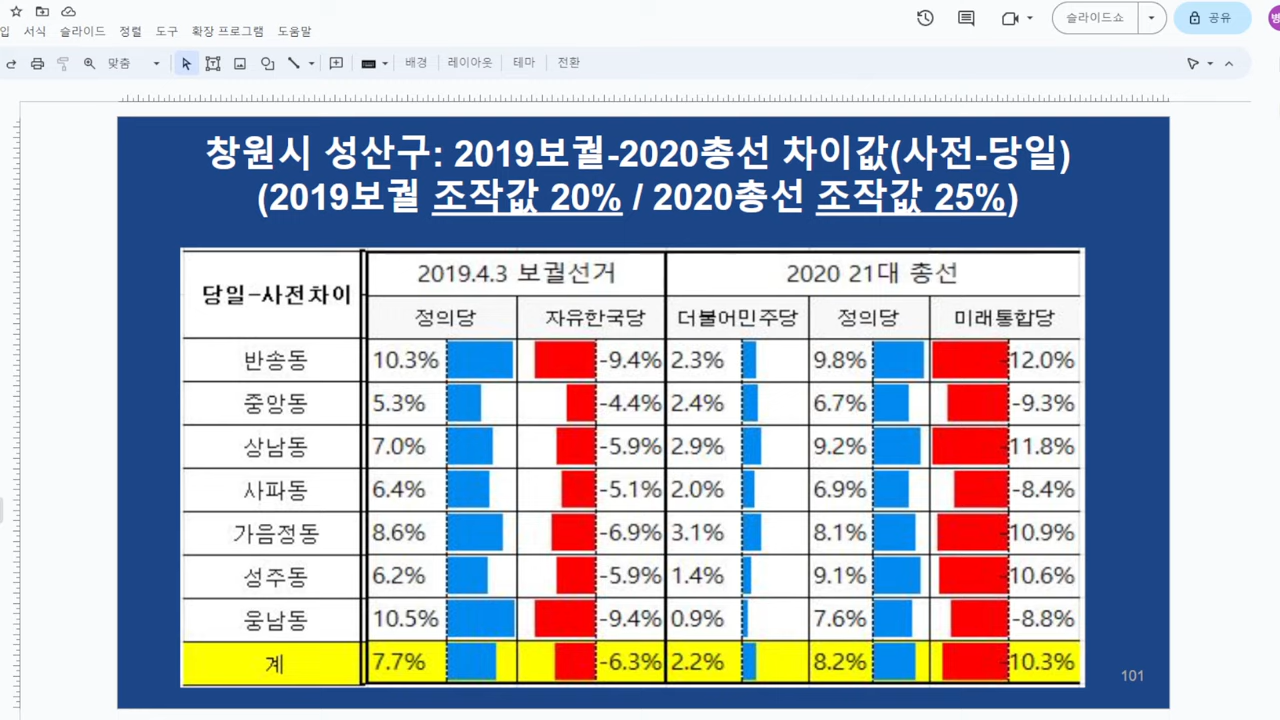 입 서식 슬라이드 정렬 도구 확장 프로그램 도움말
슬라이드쇼
공유
병
맞춤
배경 레이아웃 테마 전환
창원시 성산구: 2019보궐-2020총선 차이값(사전-당일)
(2019보궐 조작값 20% / 2020총선 조작값 25%)
당일-사전차이 2019.4.3 보궐선거 2020 21대 총선
정의당 자유한국당 더불어민주당 정의당 미래통합당
반송동 10.3% -9.4% 2.3% 9.8% -12.0%
중앙동 5.3% -4.4% 2.4% 6.7% -9.3%
상남동 7.0% -5.9% 2.9% 9.2% -11.8%
사파동 6.4% -5.1% 2.0% 6.9% -8.4%
가음정동 8.6% -6.9% 3.1% 8.1% -10.9%
성주동 6.2% -5.9% 1.4% 9.1% -10.6%
웅남동 10.5% -9.4% 0.9% 7.6% -8.8%
계 7.7% -6.3% 2.2% 8.2% -10.3%
101